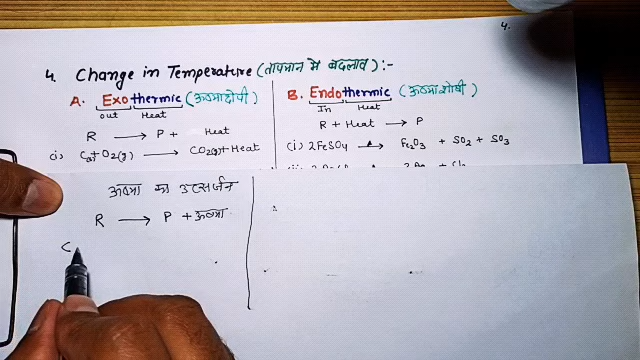 4.
4. Change in Temperature (तापमान में बदलाव) :-
A. Exothermic (ऊष्माक्षेपी)
out Heat
R ⟶ P + Heat
(i) C(s)+O2(g) ⟶ CO2(g)+Heat
B. Endothermic (ऊष्माशोषी)
In Heat
R + Heat ⟶ P
(i) 2FeSO4 ⟶ Fe2O3 + SO2 + SO3
ऊष्मा का उत्सर्जन
R ⟶ P + ऊष्मा
C